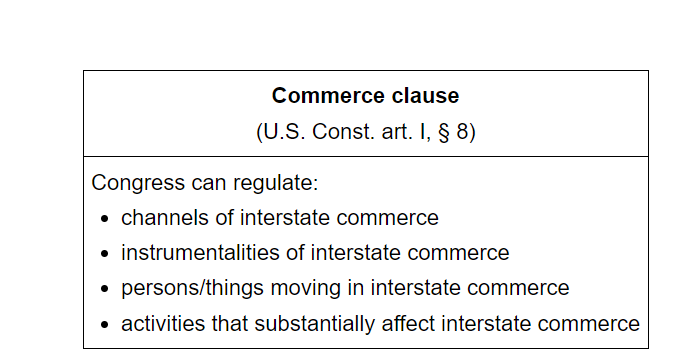 Commerce clause
(U.S. Const. art. I, § 8)
Congress can regulate:
• channels of interstate commerce
• instrumentalities of interstate commerce
• persons/things moving in interstate commerce
• activities that substantially affect interstate commerce